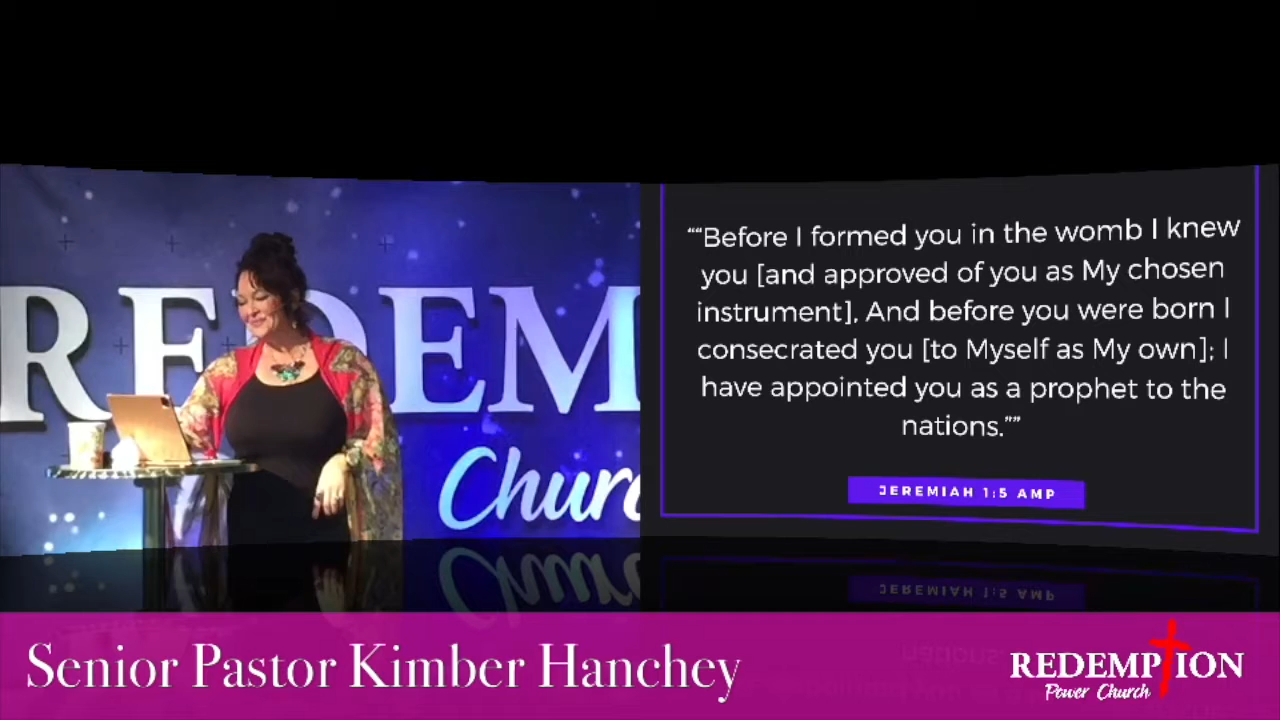 REDEM
Churc
““Before I formed you in the womb I knew
you [and approved of you as My chosen
instrument], And before you were born I
consecrated you [to Myself as My own]; I
have appointed you as a prophet to the
nations.””
JEREMIAH 1:5 AMP
Senior Pastor Kimber Hanchey
REDEMPTION
Power Church